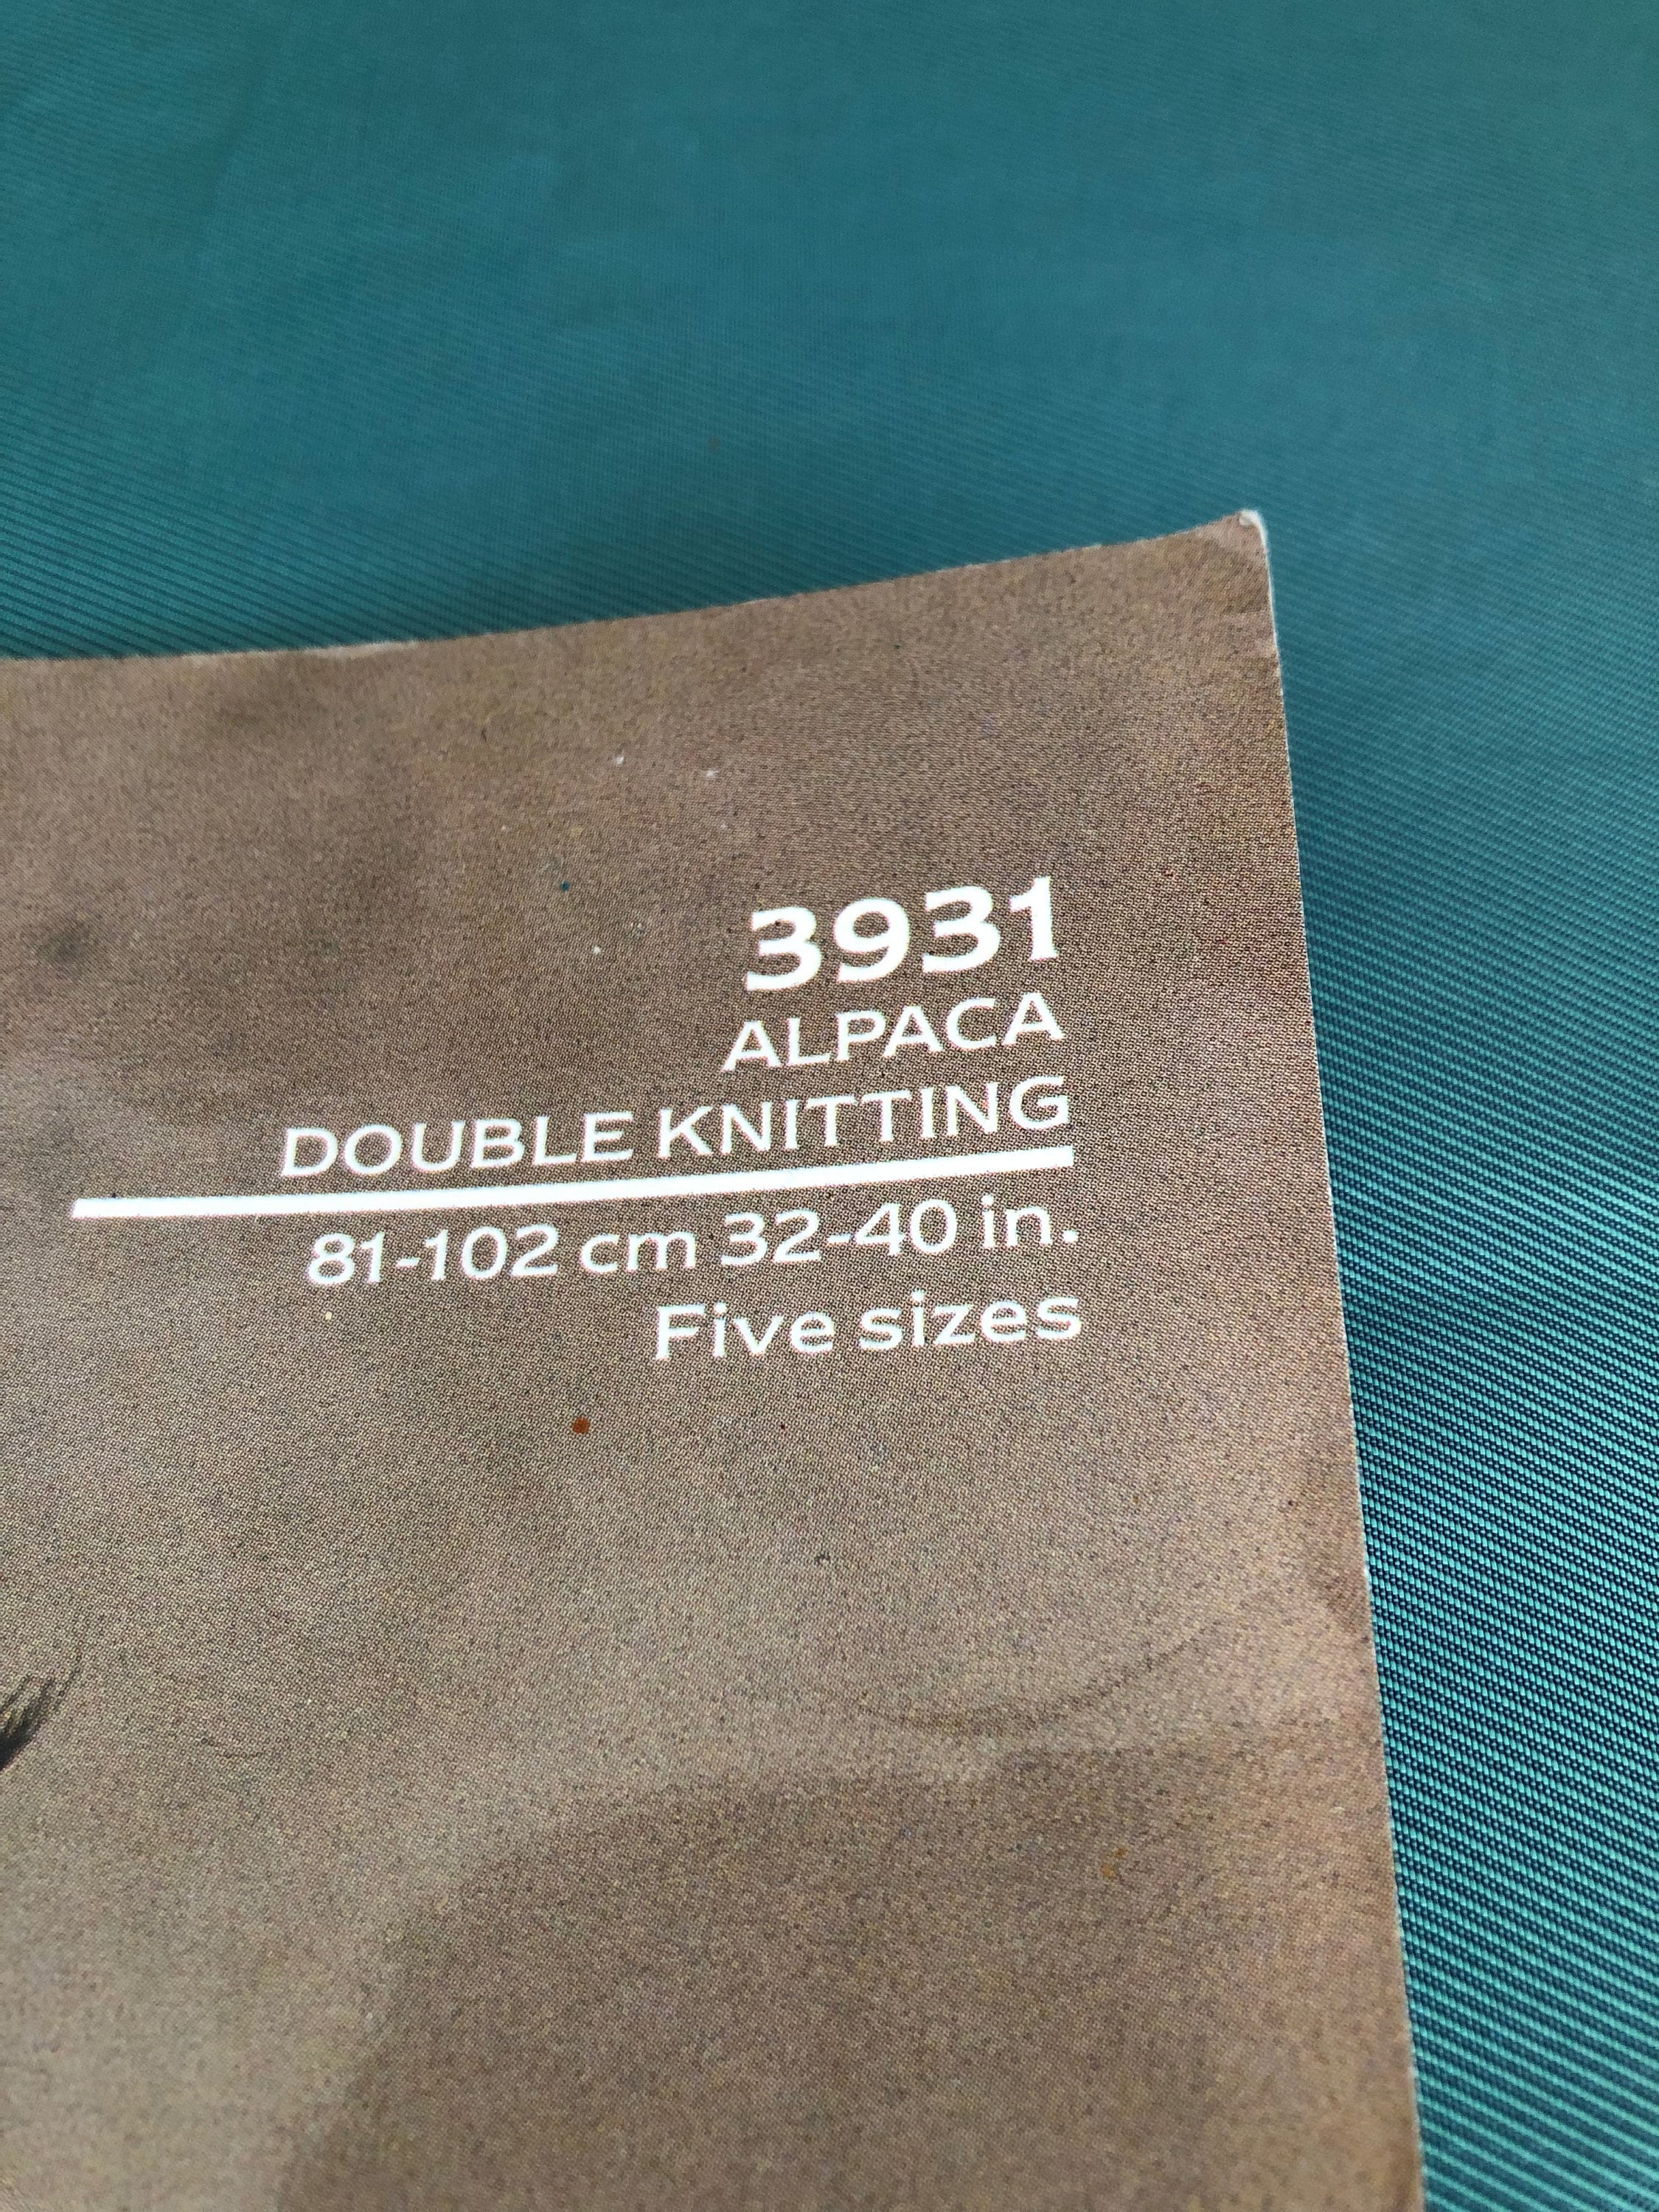 3931
ALPACA
DOUBLE KNITTING
81-102 cm 32-40 in.
Five sizes